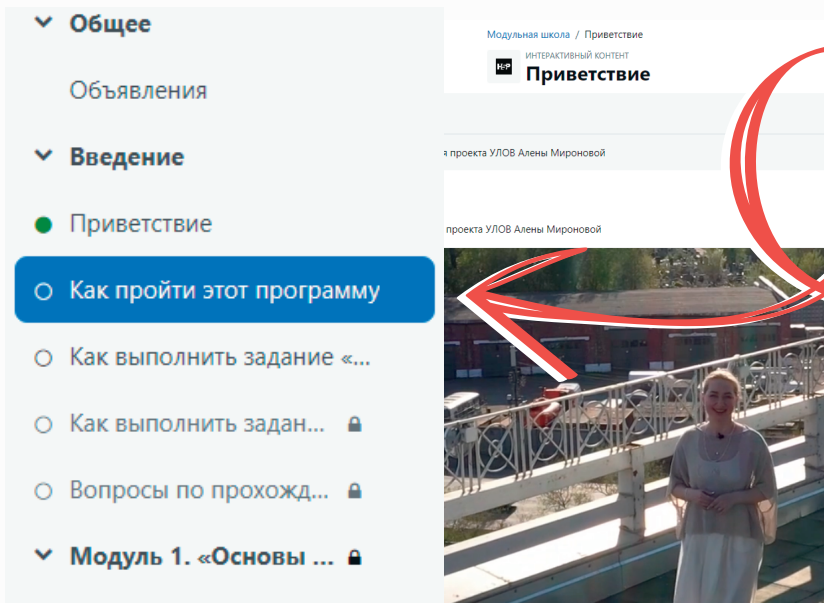 Общее
Объявления
Введение
Приветствие
Как пройти этот программу
Как выполнить задание «...
Как выполнить задан...
Вопросы по прохожд...
Модуль 1. «Основы ...
Модульная школа / Приветствие
H5P
ИНТЕРАКТИВНЫЙ КОНТЕНТ
Приветствие
я проекта УЛОВ Алены Мироновой
проекта УЛОВ Алены Мироновой